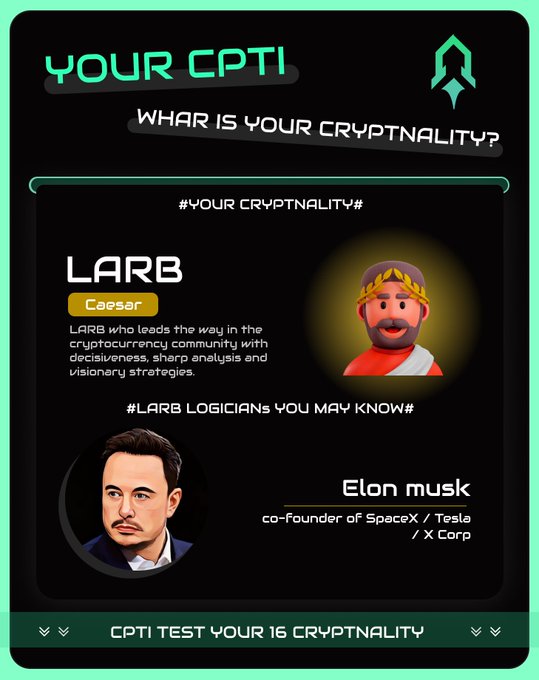 YOUR CPTI
WHAR IS YOUR CRYPTNALITY?
#YOUR CRYPTNALITY#
LARB
Caesar
LARB who leads the way in the
cryptocurrency community with
decisiveness, sharp analysis and
visionary strategies.
#LARB LOGICIANs YOU MAY KNOW#
Elon musk
co-founder of SpaceX / Tesla
/ X Corp
CPTI TEST YOUR 16 CRYPTNALITY